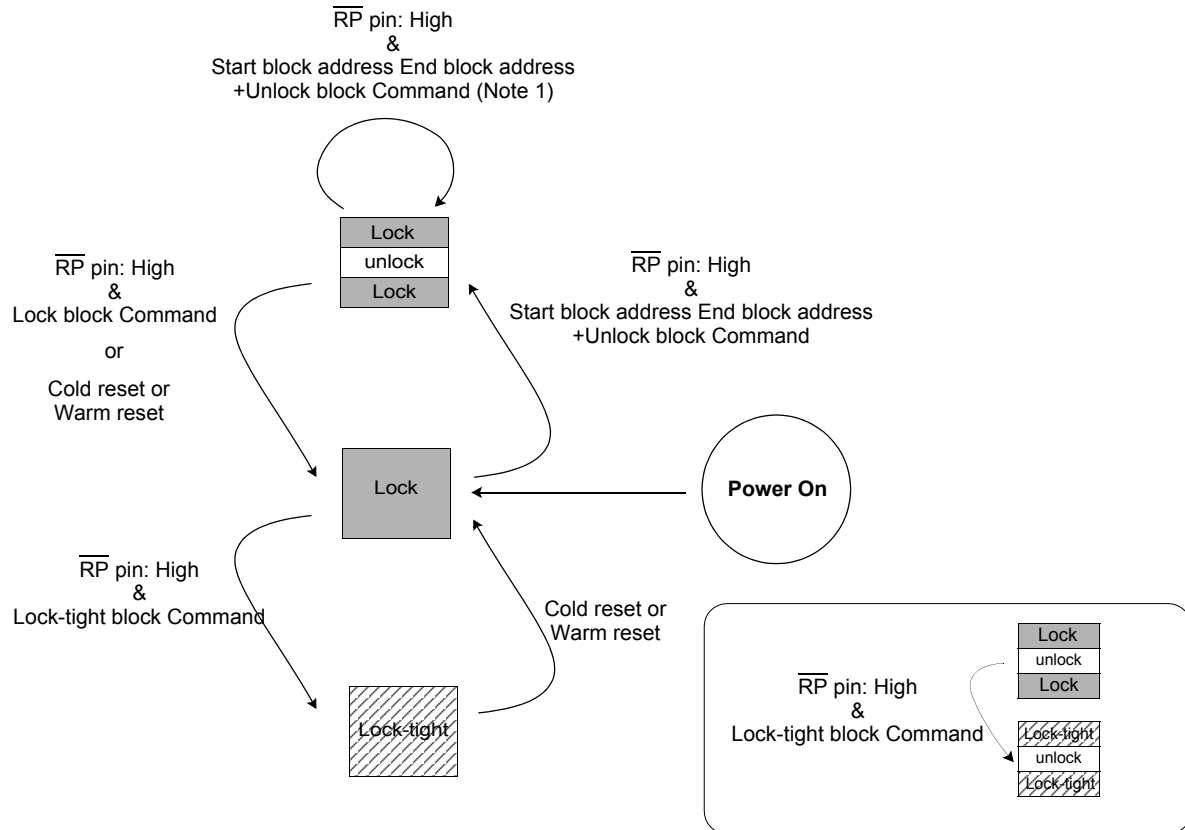 RP pin: High
&
Start block address End block address
+Unlock block Command (Note 1)
Lock
unlock
Lock
RP pin: High
&
Lock block Command
or
Cold reset or
Warm reset
RP pin: High
&
Start block address End block address
+Unlock block Command
Lock
Power On
RP pin: High
&
Lock-tight block Command
Cold reset or
Warm reset
Lock-tight
RP pin: High
&
Lock-tight block Command
Lock
unlock
Lock
Lock-tight
unlock
Lock-tight